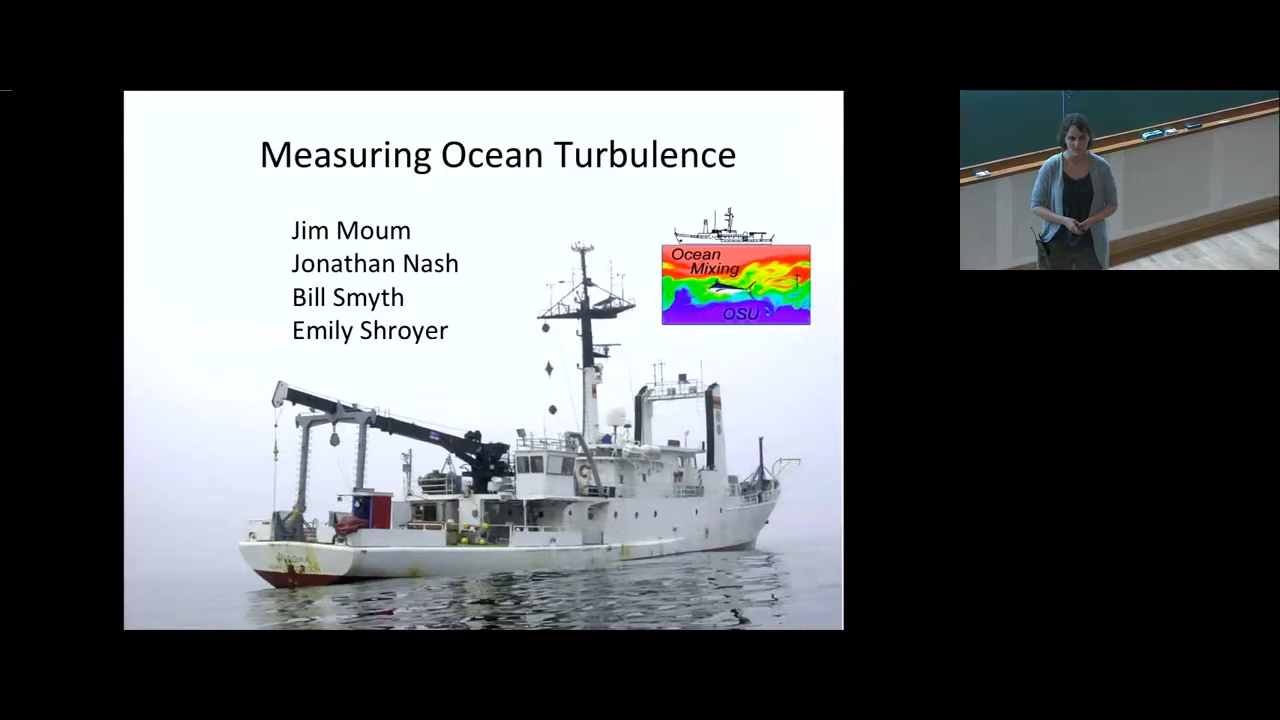 Measuring Ocean Turbulence
Jim Moum
Jonathan Nash
Bill Smyth
Emily Shroyer
Ocean
Mixing
OSU